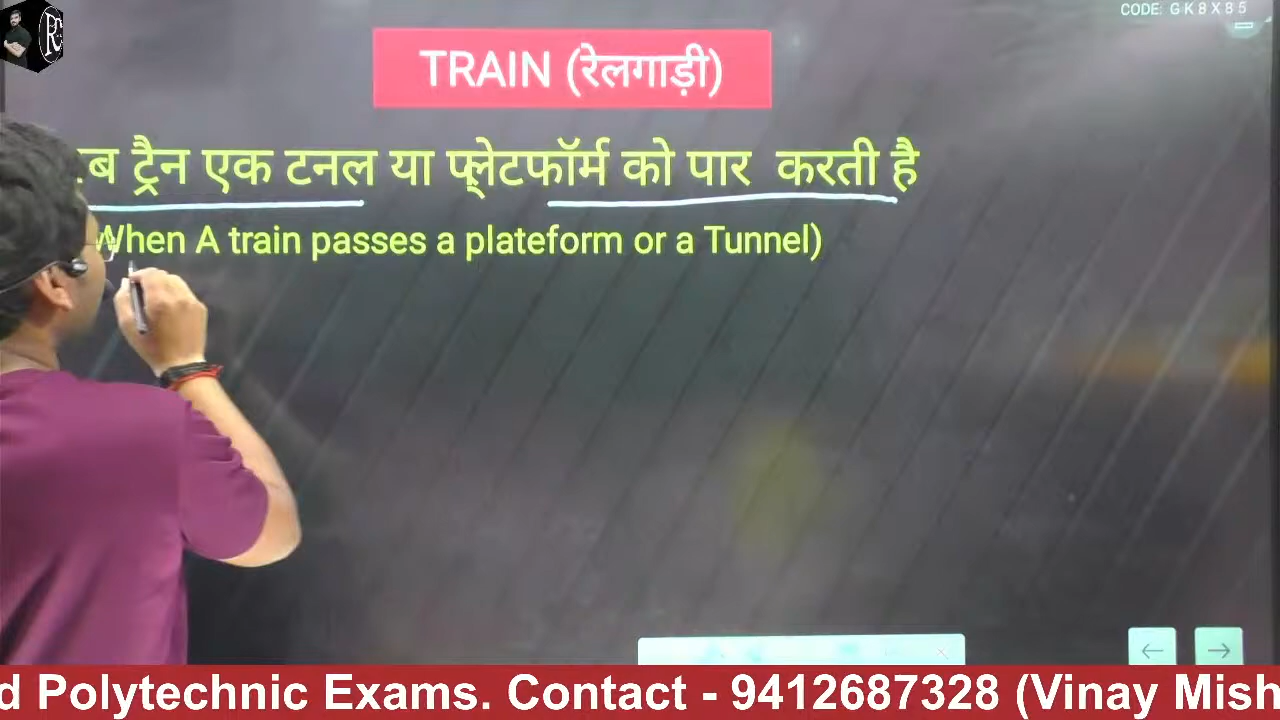 CODE: GK8X85
TRAIN (रेलगाड़ी)
ट्रैन एक टनल या प्लेटफॉर्म को पार करती है
When A train passes a plateform or a Tunnel)
d Polytechnic Exams. Contact - 9412687328 (Vinay Mish